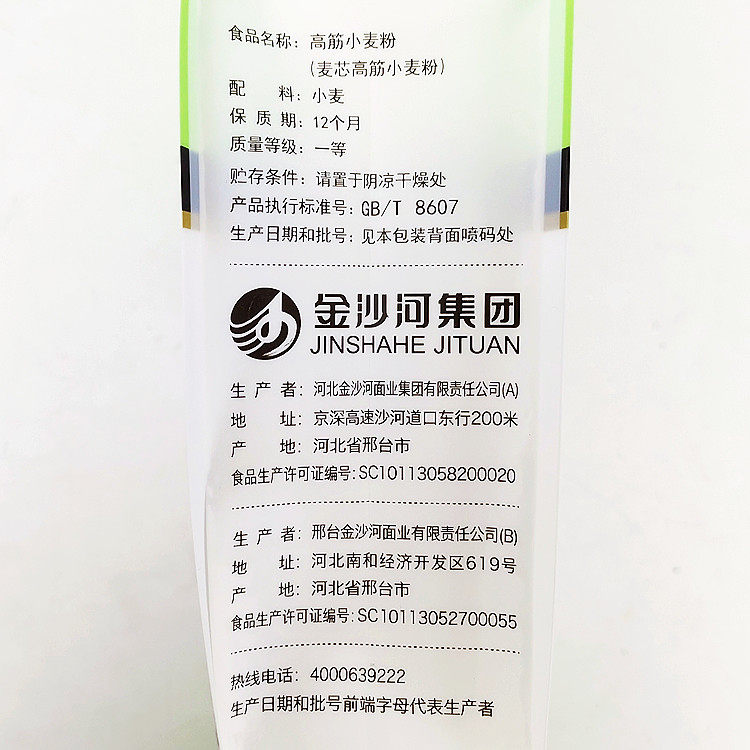 食品名称：高筋小麦粉
(麦芯高筋小麦粉)
配 料：小麦
保 质 期：12个月
质量等级：一等
贮存条件：请置于阴凉干燥处
产品执行标准号：GB/T 8607
生产日期和批号：见本包装背面喷码处
金沙河集团
JINSHAHE JITUAN
生 产 者：河北金沙河面业集团有限责任公司(A)
地 址：京深高速沙河道口东行200米
产 地：河北省邢台市
食品生产许可证编号：SC10113058200020
生 产 者：邢台金沙河面业有限责任公司(B)
地 址：河北南和经济开发区619号
产 地：河北省邢台市
食品生产许可证编号：SC10113052700055
热线电话：4000639222
生产日期和批号前端字母代表生产者